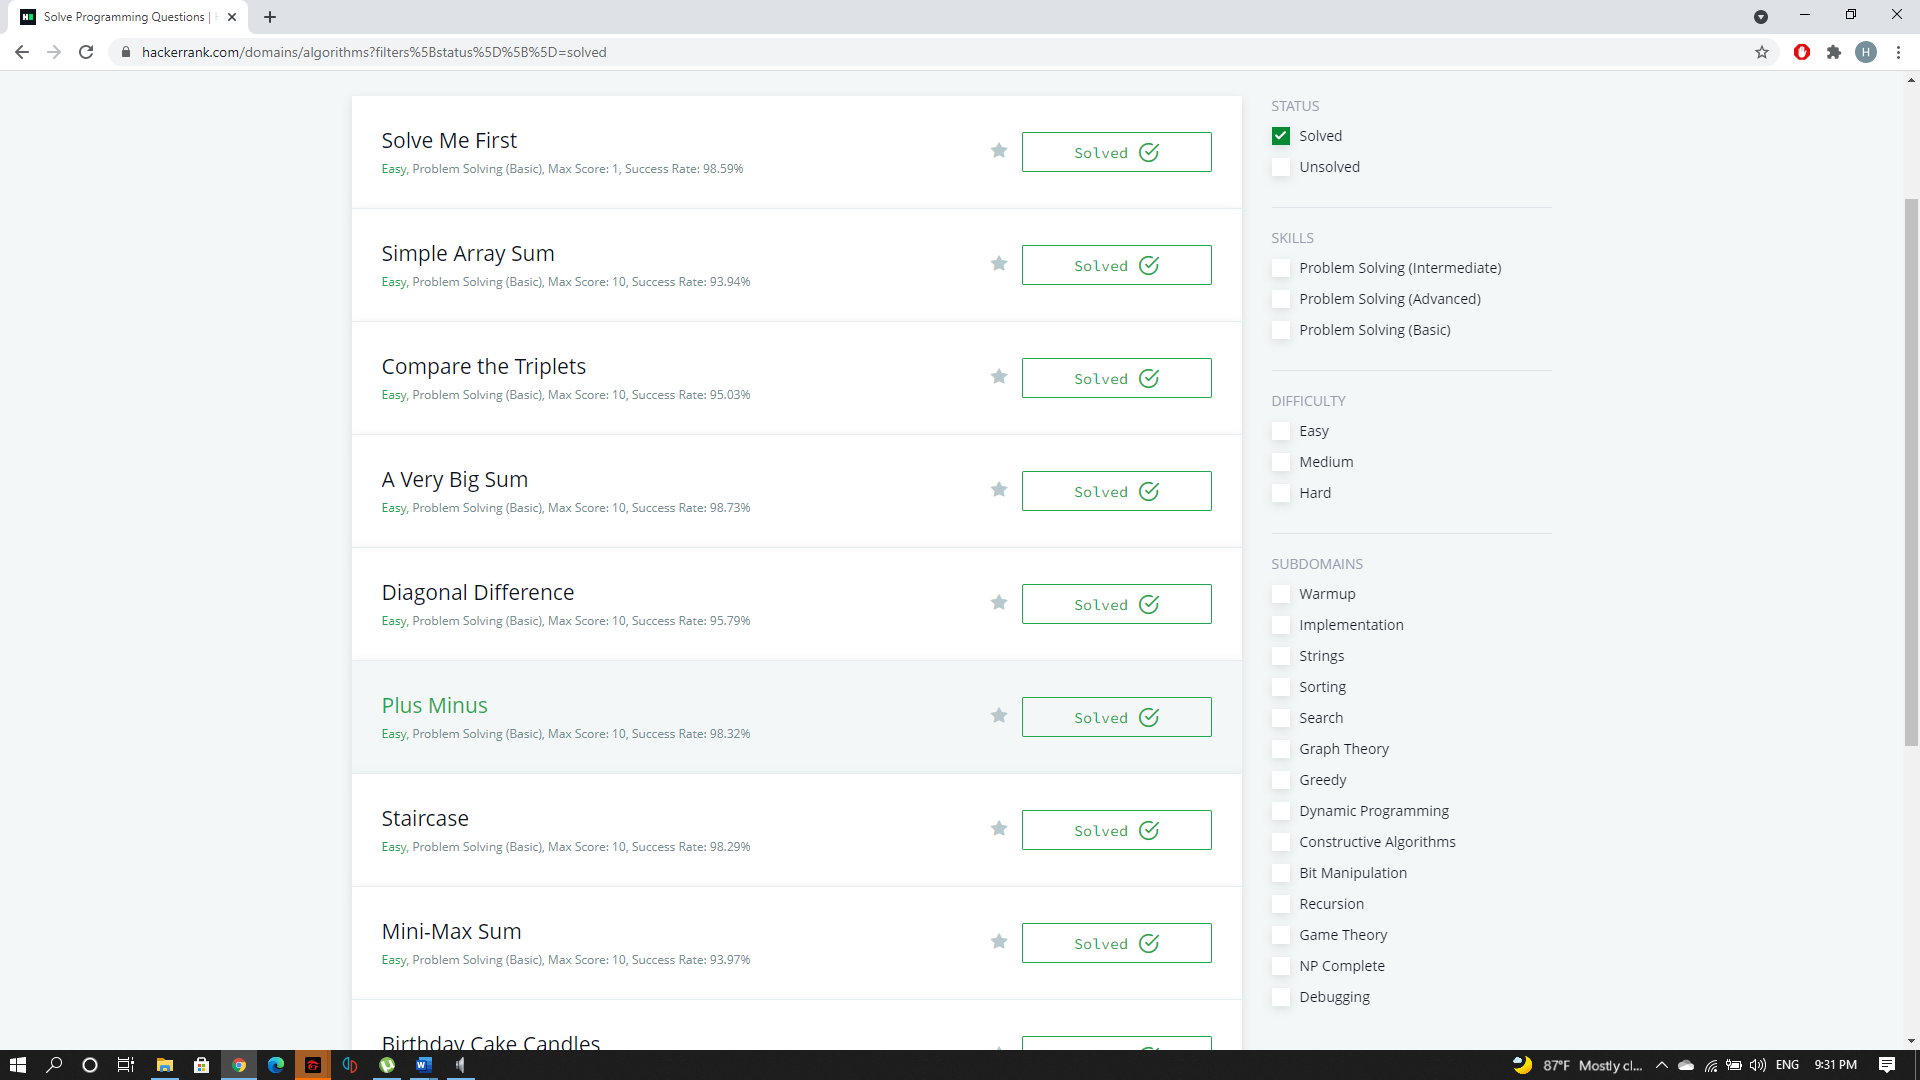 Solve Programming Questions |
hackerrank.com/domains/algorithms?filters%5Bstatus%5D%5B%5D=solved
H
Solve Me First
Easy, Problem Solving (Basic), Max Score: 1, Success Rate: 98.59%
Solved
Simple Array Sum
Easy, Problem Solving (Basic), Max Score: 10, Success Rate: 93.94%
Solved
Compare the Triplets
Easy, Problem Solving (Basic), Max Score: 10, Success Rate: 95.03%
Solved
A Very Big Sum
Easy, Problem Solving (Basic), Max Score: 10, Success Rate: 98.73%
Solved
Diagonal Difference
Easy, Problem Solving (Basic), Max Score: 10, Success Rate: 95.79%
Solved
Plus Minus
Easy, Problem Solving (Basic), Max Score: 10, Success Rate: 98.32%
Solved
Staircase
Easy, Problem Solving (Basic), Max Score: 10, Success Rate: 98.29%
Solved
Mini-Max Sum
Easy, Problem Solving (Basic), Max Score: 10, Success Rate: 93.97%
Solved
Birthday Cake Candles
STATUS
Solved
Unsolved
SKILLS
Problem Solving (Intermediate)
Problem Solving (Advanced)
Problem Solving (Basic)
DIFFICULTY
Easy
Medium
Hard
SUBDOMAINS
Warmup
Implementation
Strings
Sorting
Search
Graph Theory
Greedy
Dynamic Programming
Constructive Algorithms
Bit Manipulation
Recursion
Game Theory
NP Complete
Debugging
87°F Mostly cl...
ENG
9:31 PM